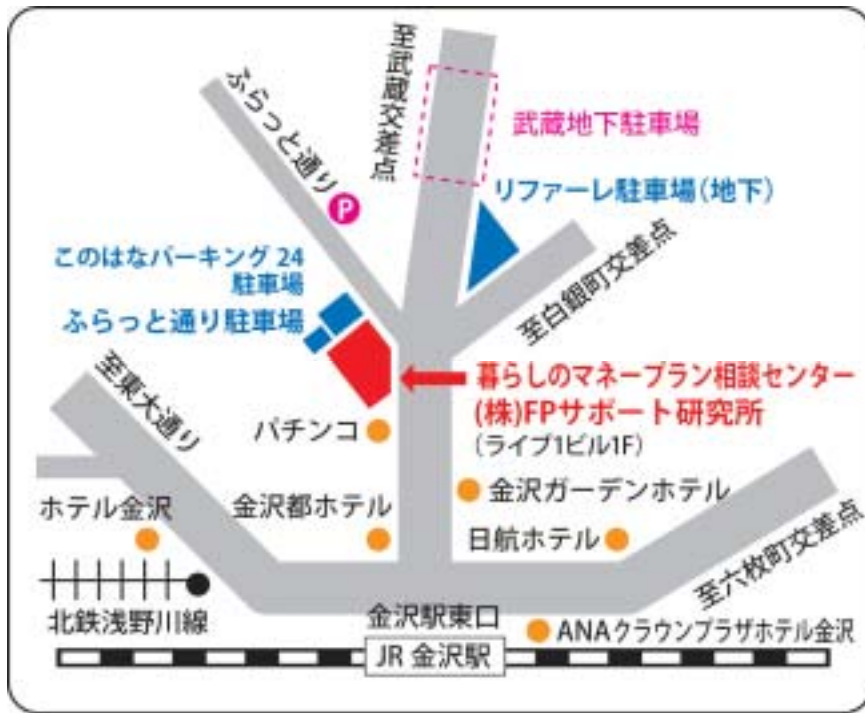 至武蔵交差点
ふらっと通り
P
武蔵地下駐車場
リファーレ駐車場(地下)
このはなパーキング 24
駐車場
ふらっと通り駐車場
至白銀町交差点
至東大通り
暮らしのマネープラン相談センター
(株)FPサポート研究所
(ライブ1ビル1F)
パチンコ
金沢ガーデンホテル
ホテル金沢
金沢都ホテル
日航ホテル
至六枚町交差点
北鉄浅野川線
金沢駅東口
ANAクラウンプラザホテル金沢
JR 金沢駅